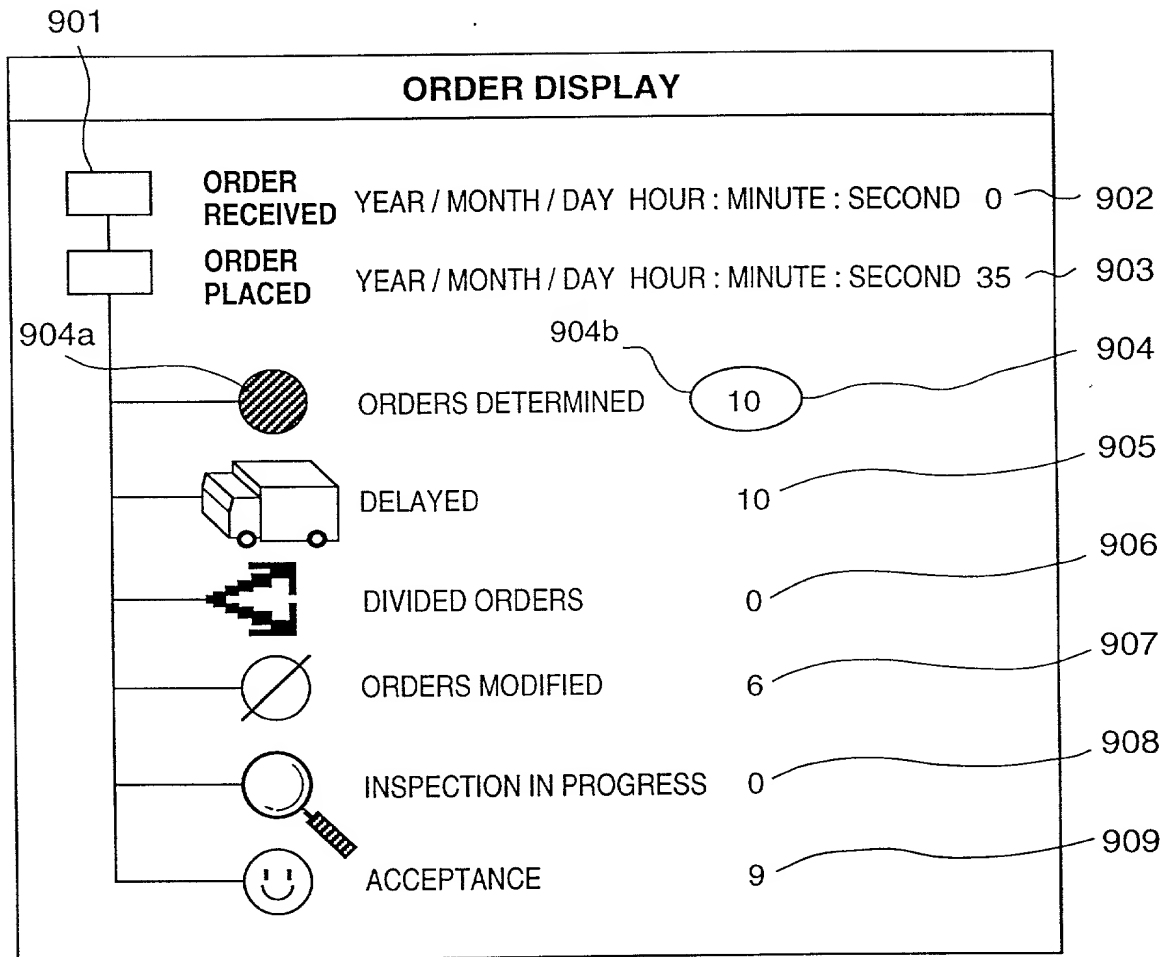 901
ORDER DISPLAY
ORDER
RECEIVED YEAR / MONTH / DAY HOUR : MINUTE : SECOND 0 902
ORDER
PLACED YEAR / MONTH / DAY HOUR : MINUTE : SECOND 35 903
904a 904b 904
ORDERS DETERMINED 10
905
DELAYED 10
906
DIVIDED ORDERS 0
907
ORDERS MODIFIED 6
908
INSPECTION IN PROGRESS 0
909
ACCEPTANCE 9